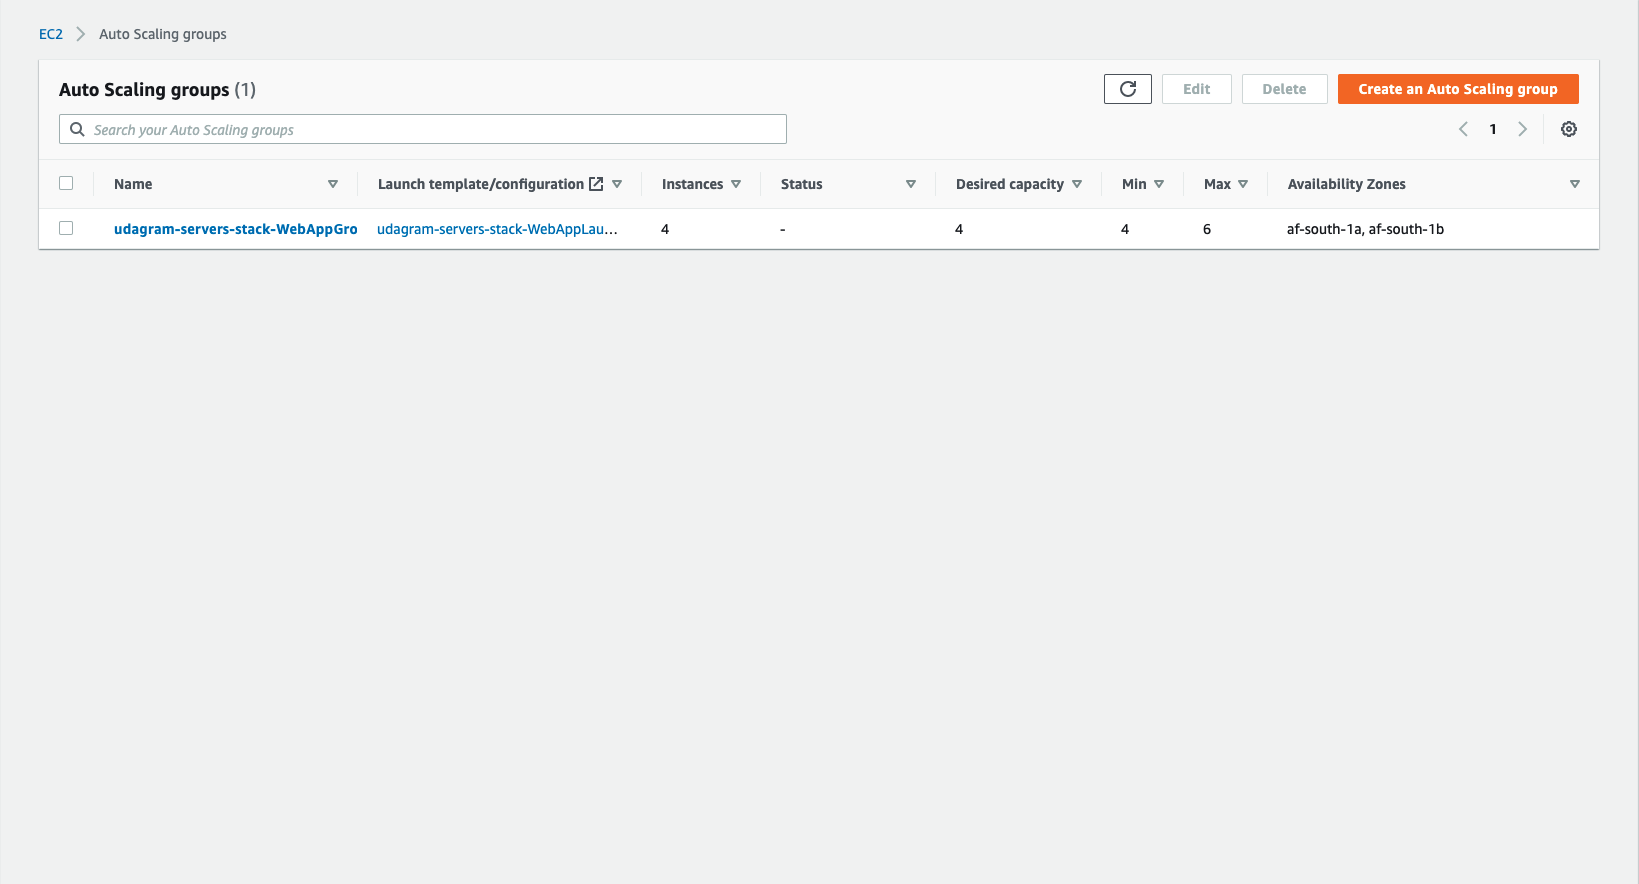 EC2 Auto Scaling groups
Auto Scaling groups (1) Edit Delete Create an Auto Scaling group
Search your Auto Scaling groups 1
Name Launch template/configuration Instances Status Desired capacity Min Max Availability Zones
udagram-servers-stack-WebAppGro udagram-servers-stack-WebAppLau... 4 - 4 4 6 af-south-1a, af-south-1b